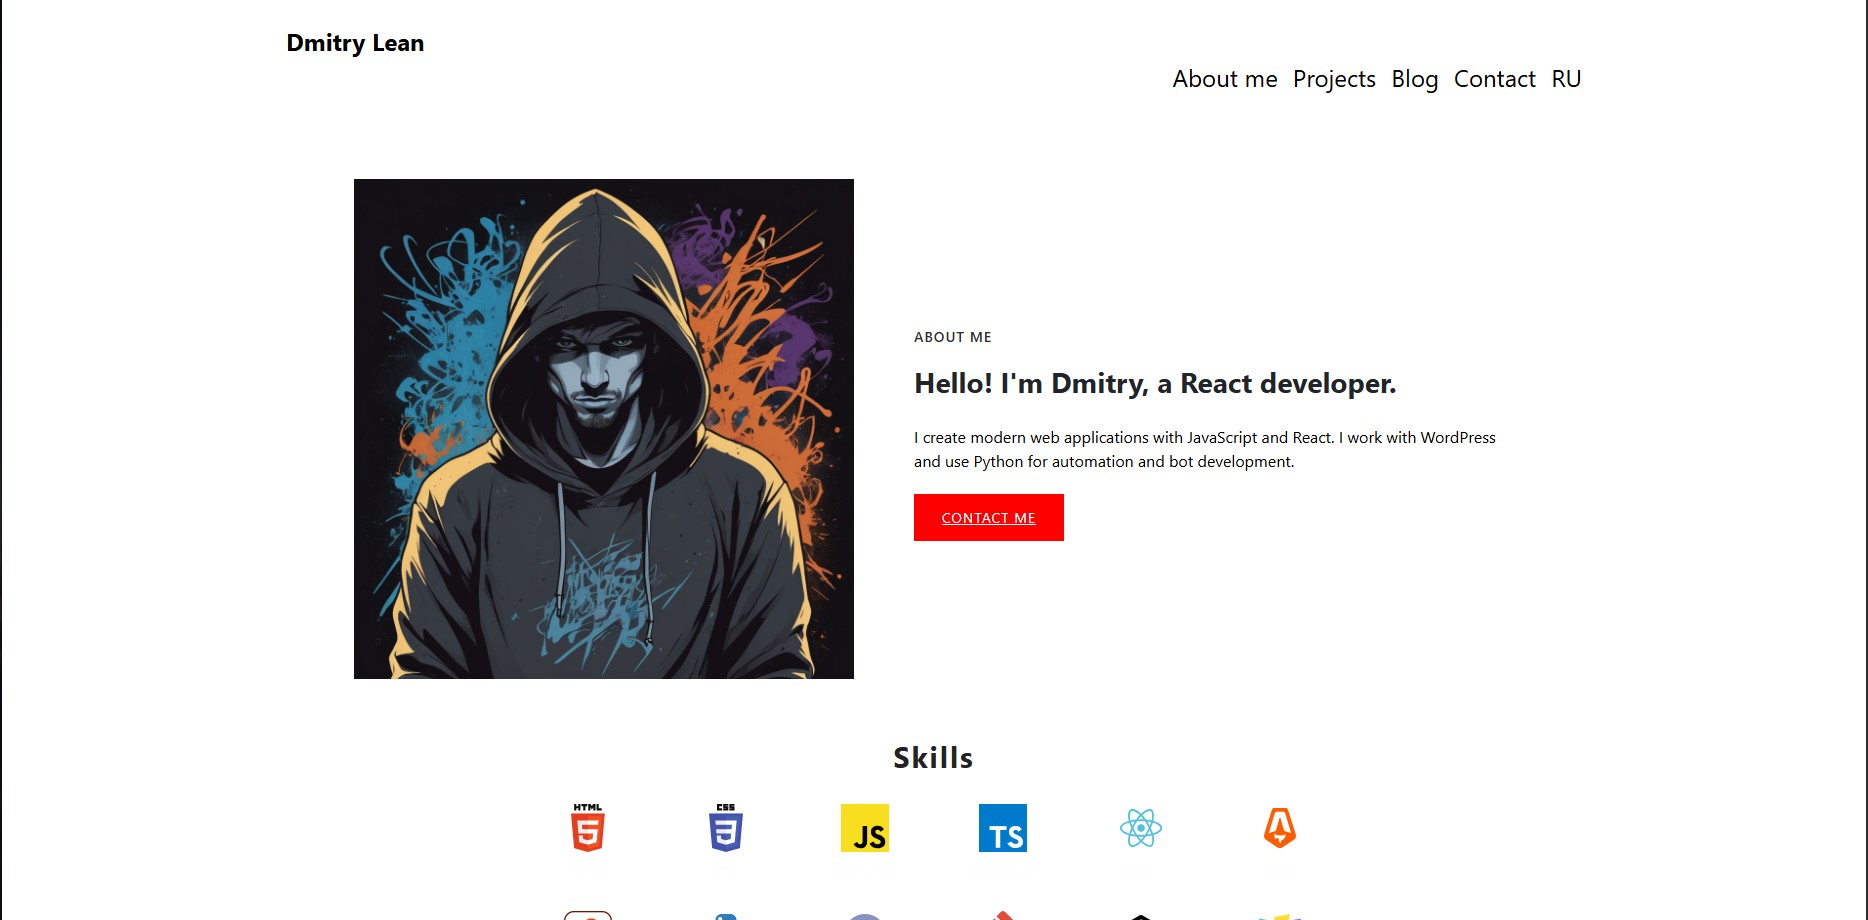 Dmitry Lean
About me Projects Blog Contact RU
ABOUT ME
Hello! I'm Dmitry, a React developer.
I create modern web applications with JavaScript and React. I work with WordPress
and use Python for automation and bot development.
CONTACT ME
Skills
HTML CSS
5 3 JS TS